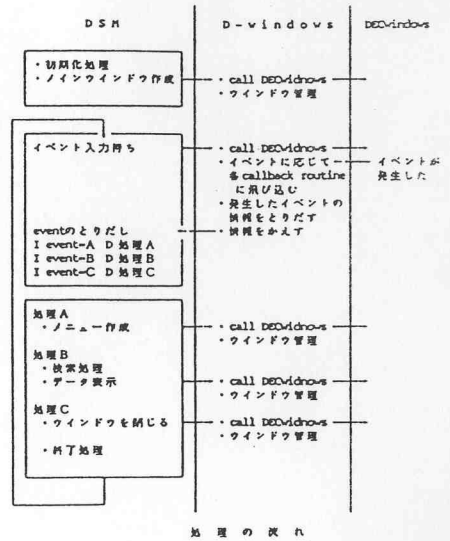 DSM D-windows DECwindows
・初期化処理
・メインウインドウ作成
・call DECwidnows
・ウインドウ管理
イベント入力待ち
・call DECwidnows
・イベントに応じて
各callback routine
に飛び込む
・発生したイベントの
情報をとりだす
・情報をかえす
イベントが
発生した
eventのとりだし
I event=A D 処理A
I event=B D 処理B
I event=C D 処理C
処理A
・メニュー作成
・call DECwidnows
・ウインドウ管理
処理B
・検索処理
・データ表示
・call DECwidnows
・ウインドウ管理
処理C
・ウインドウを閉じる
・call DECwidnows
・ウインドウ管理
・終了処理
処理の流れ